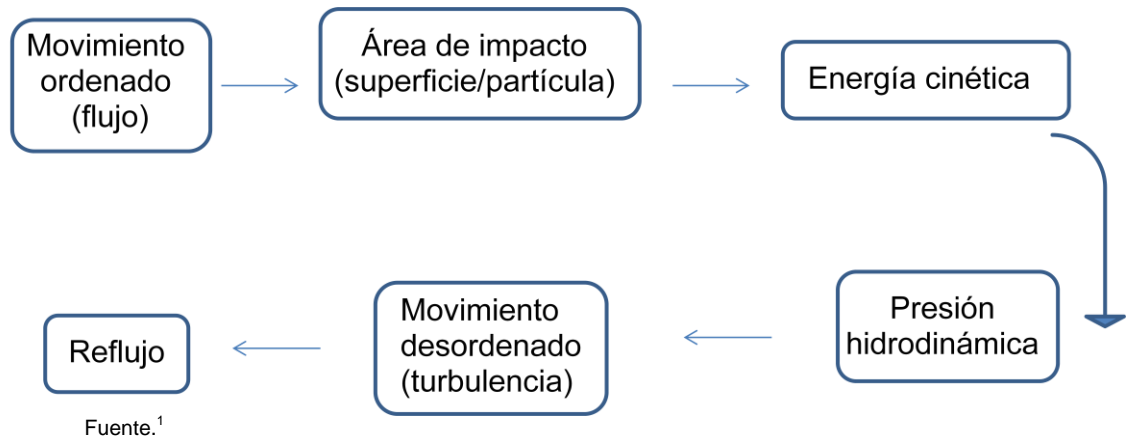 Movimiento
ordenado
(flujo)
Área de impacto
(superficie/partícula)
Energía cinética
Presión
hidrodinámica
Movimiento
desordenado
(turbulencia)
Reflujo
Fuente.¹